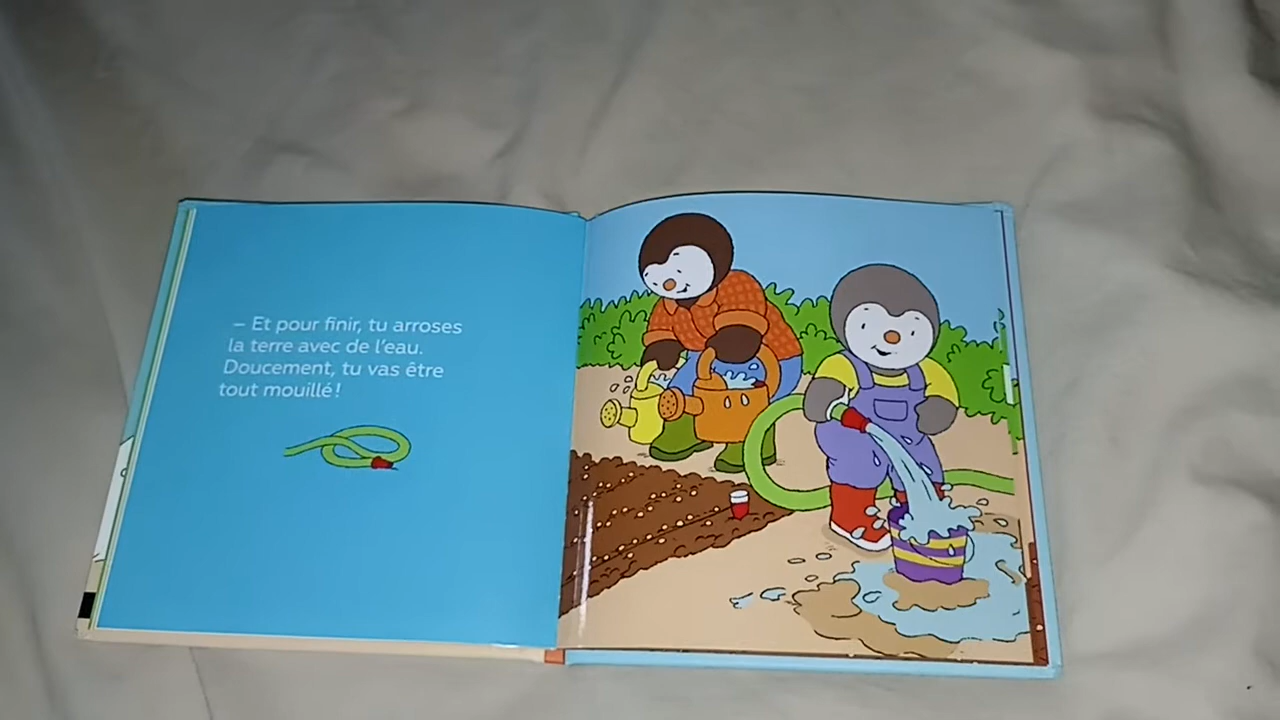 – Et pour finir, tu arroses
la terre avec de l'eau.
Doucement, tu vas être
tout mouillé !